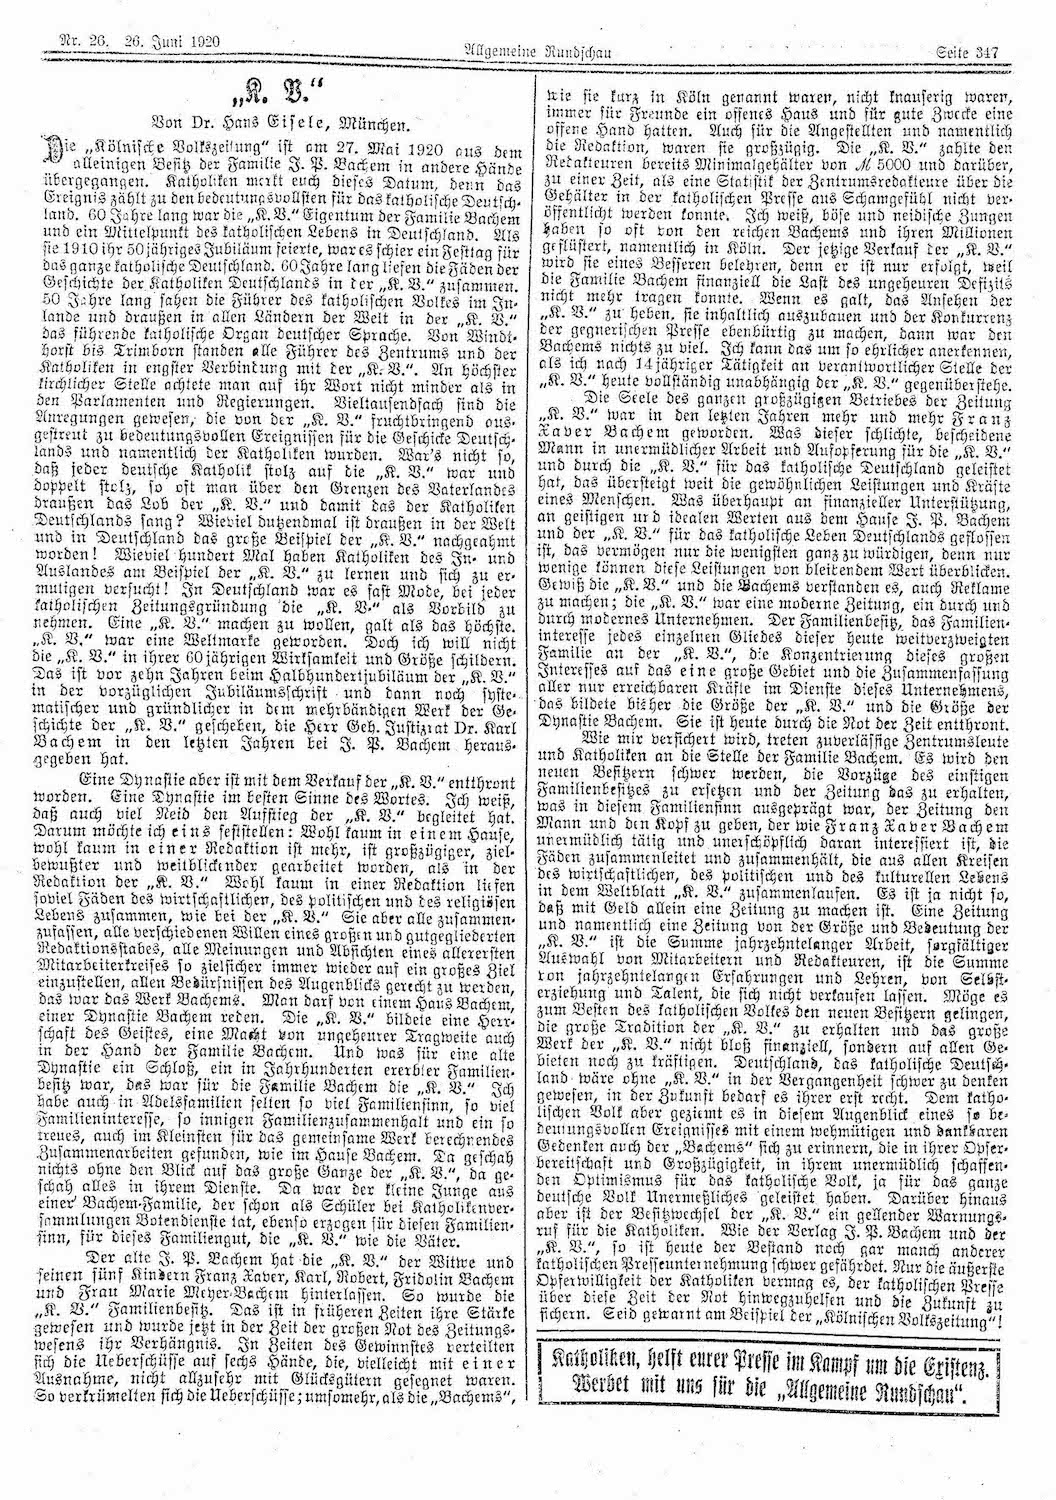 Nr. 26. 26. Juni 1920
Allgemeine Rundschau
Seite 347
„K. V.“
Von Dr. Hans Eisele, München.
Die „Kölnische Volkszeitung“ ist am 27. Mai 1920 aus dem
alleinigen Besitz der Familie J. P. Bachem in andere Hände
übergegangen. Katholiken merkt euch dieses Datum, denn das
Ereignis zählt zu den bedeutungsvollsten für das katholische Deutsch-
land. 60 Jahre lang war die „K. V.“ Eigentum der Familie Bachem
und ein Mittelpunkt des katholischen Lebens in Deutschland. Als
sie 1910 ihr 50 jähriges Jubiläum feierte, war es schier ein Festtag für
das ganze katholische Deutschland. 60 Jahre lang liefen die Fäden der
Geschichte der Katholiken Deutschlands in der „K. V.“ zusammen.
50 Jahre lang sahen die Führer des katholischen Volkes im In-
lande und draußen in allen Ländern der Welt in der „K. V.“
das führende katholische Organ deutscher Sprache. Von Windt-
horst bis Trimborn standen alle Führer des Zentrums und der
Katholiken in engster Verbindung mit der „K. V.“. An höchster
kirchlicher Stelle achtete man auf ihr Wort nicht minder als in
den Parlamenten und Regierungen. Vieltausendfach sind die
Anregungen gewesen, die von der „K. V.“ fruchtbringend aus-
gestreut zu bedeutungsvollen Ereignissen für die Geschicke Deutsch-
lands und namentlich der Katholiken wurden. War's nicht so,
daß jeder deutsche Katholik stolz auf die „K. V.“ war und
doppelt stolz, so oft man über den Grenzen des Vaterlandes
draußen das Lob der „K. V.“ und damit das der Katholiken
Deutschlands sang? Wieviel dutzendmal ist draußen in der Welt
und in Deutschland das große Beispiel der „K. V.“ nachgeahmt
worden! Wieviel hundert Mal haben Katholiken des In- und
Auslandes am Beispiel der „K. V.“ zu lernen und sich zu er-
mutigen versucht! In Deutschland war es fast Mode, bei jeder
katholischen Zeitungsgründung die „K. V.“ als Vorbild zu
nehmen. Eine „K. V.“ machen zu wollen, galt als das höchste.
„K. V.“ war eine Weltmarke geworden. Doch ich will nicht
die „K. V.“ in ihrer 60 jährigen Wirksamkeit und Größe schildern.
Das ist vor zehn Jahren beim Halbhundertjubiläum der „K. V.“
in der vorzüglichen Jubiläumsschrift und dann noch syste-
matischer und gründlicher in dem mehrbändigen Werk der Ge-
schichte der „K. V.“ geschehen, die Herr Geh. Justizrat Dr. Karl
Bachem in den letzten Jahren bei J. P. Bachem heraus-
gegeben hat.
Eine Dynastie aber ist mit dem Verkauf der „K. V.“ entthront
worden. Eine Dynastie im besten Sinne des Wortes. Ich weiß,
daß auch viel Neid den Aufstieg der „K. V.“ begleitet hat.
Darum möchte ich eins feststellen: Wohl kaum in einem Hause,
wohl kaum in einer Redaktion ist mehr, ist großzügiger, ziel-
bewußter und weitblickender gearbeitet worden, als in der
Redaktion der „K. V.“ Wohl kaum in einer Redaktion liefen
soviel Fäden des wirtschaftlichen, des politischen und des religiösen
Lebens zusammen, wie bei der „K. V.“ Sie aber alle zusammen-
zufassen, alle verschiedenen Willen eines großen und gutgegliederten
Redaktionsstabes, alle Meinungen und Absichten eines allerersten
Mitarbeiterkreises so zielsicher immer wieder auf ein großes Ziel
einzustellen, allen Bedürfnissen des Augenblicks gerecht zu werden,
das war das Werk Bachems. Man darf von einem Haus Bachem,
einer Dynastie Bachem reden. Die „K. V.“ bildete eine Herr-
schaft des Geistes, eine Macht von ungeheurer Tragweite auch
in der Hand der Familie Bachem. Und was für eine alte
Dynastie ein Schloß, ein in Jahrhunderten ererbter Familien-
besitz war, das war für die Familie Bachem die „K. V.“ Ich
habe auch in Adelsfamilien selten so viel Familiensinn, so viel
Familieninteresse, so innigen Familienzusammenhalt und ein so
treues, auch im Kleinsten für das gemeinsame Werk berechnendes
Zusammenarbeiten gefunden, wie im Hause Bachem. Da geschah
nichts ohne den Blick auf das große Ganze der „K. V.“, da ge-
schah alles in ihrem Dienste. Da war der kleine Junge aus
einer Bachem-Familie, der schon als Schüler bei Katholikenver-
sammlungen Botendienste tat, ebenso erzogen für diesen Familien-
sinn, für dieses Familiengut, die „K. V.“ wie die Väter.
Der alte J. P. Bachem hat die „K. V.“ der Witwe und
seinen fünf Kindern Franz Xaver, Karl, Robert, Fridolin Bachem
und Frau Marie Meyer-Bachem hinterlassen. So wurde die
„K. V.“ Familienbesitz. Das ist in früheren Zeiten ihre Stärke
gewesen und wurde jetzt in der Zeit der großen Not des Zeitungs-
wesens ihr Verhängnis. In Zeiten des Gewinnstes verteilten
sich die Ueberschüsse auf sechs Hände, die, vielleicht mit einer
Ausnahme, nicht allzusehr mit Glücksgütern gesegnet waren.
So verkrümelten sich die Ueberschüsse; umsomehr, als die „Bachems“,
wie sie kurz in Köln genannt waren, nicht knauserig waren,
immer für Freunde ein offenes Haus und für gute Zwecke eine
offene Hand hatten. Auch für die Angestellten und namentlich
die Redaktion, waren sie großzügig. Die „K. V.“ zahlte den
Redakteuren bereits Minimalgehälter von M 5000 und darüber,
zu einer Zeit, als eine Statistik der Zentrumsredakteure über die
Gehälter in der katholischen Presse aus Schamgefühl nicht ver-
öffentlicht werden konnte. Ich weiß, böse und neidische Zungen
haben so oft von den reichen Bachems und ihren Millionen
geflüstert, namentlich in Köln. Der jetzige Verkauf der „K. V.“
wird sie eines Besseren belehren, denn er ist nur erfolgt, weil
die Familie Bachem finanziell die Last des ungeheuren Defizits
nicht mehr tragen konnte. Wenn es galt, das Ansehen der
„K. V.“ zu heben, sie inhaltlich auszubauen und der Konkurrenz
der gegnerischen Presse ebenbürtig zu machen, dann war den
Bachems nichts zu viel. Ich kann das um so ehrlicher anerkennen,
als ich nach 14 jähriger Tätigkeit an verantwortlicher Stelle der
„K. V.“ heute vollständig unabhängig der „K. V.“ gegenüberstehe.
Die Seele des ganzen großzügigen Betriebes der Zeitung
„K. V.“ war in den letzten Jahren mehr und mehr Franz
Xaver Bachem geworden. Was dieser schlichte, bescheidene
Mann in unermüdlicher Arbeit und Aufopferung für die „K. V.“
und durch die „K. V.“ für das katholische Deutschland geleistet
hat, das übersteigt weit die gewöhnlichen Leistungen und Kräfte
eines Menschen. Was überhaupt an finanzieller Unterstützung,
an geistigen und idealen Werten aus dem Hause J. P. Bachem
und der „K. V.“ für das katholische Leben Deutschlands geflossen
ist, das vermögen nur die wenigsten ganz zu würdigen, denn nur
wenige können diese Leistungen von bleitendem Wert überblicken.
Gewiß die „K. V.“ und die Bachems verstanden es, auch Reklame
zu machen; die „K. V.“ war eine moderne Zeitung, ein durch und
durch modernes Unternehmen. Der Familienbesitz, das Familien-
interesse jedes einzelnen Gliedes dieser heute weitverzweigten
Familie an der „K. V.“, die Konzentrierung dieses großen
Interesses auf das eine große Gebiet und die Zusammenfassung
aller nur erreichbaren Kräfte im Dienste dieses Unternehmens,
das bildete bisher die Größe der „K. V.“ und die Größe der
Dynastie Bachem. Sie ist heute durch die Not der Zeit entthront.
Wie mir versichert wird, treten zuverlässige Zentrumsleute
und Katholiken an die Stelle der Familie Bachem. Es wird den
neuen Besitzern schwer werden, die Vorzüge des einstigen
Familienbesitzes zu ersetzen und der Zeitung das zu erhalten,
was in diesem Familiensinn ausgeprägt war, der Zeitung den
Mann und den Kopf zu geben, der wie Franz Xaver Bachem
unermüdlich tätig und unerschöpflich daran interessiert ist, die
Fäden zusammenleitet und zusammenhält, die aus allen Kreisen
des wirtschaftlichen, des politischen und des kulturellen Lebens
in dem Weltblatt „K. V.“ zusammenlaufen. Es ist ja nicht so,
daß mit Geld allein eine Zeitung zu machen ist. Eine Zeitung
und namentlich eine Zeitung von der Größe und Bedeutung der
„K. V.“ ist die Summe jahrzehntelanger Arbeit, sorgfältiger
Auswahl von Mitarbeitern und Redakteuren, ist die Summe
von jahrzehntelangen Erfahrungen und Lehren, von Selbst-
erziehung und Talent, die sich nicht verkaufen lassen. Möge es
zum Besten des katholischen Volkes den neuen Besitzern gelingen,
die große Tradition der „K. V.“ zu erhalten und das große
Werk der „K. V.“ nicht bloß finanziell, sondern auf allen Ge-
bieten noch zu kräftigen. Deutschland, das katholische Deutsch-
land wäre ohne „K. V.“ in der Vergangenheit schwer zu denken
gewesen, in der Zukunft bedarf es ihrer erst recht. Dem katho-
lischen Volk aber geziemt es in diesem Augenblick eines so be-
deutungsvollen Ereignisses mit einem wehmütigen und dankbaren
Gedenken auch der „Bachems“ sich zu erinnern, die in ihrer Opfer-
bereitschaft und Großzügigkeit, in ihrem unermüdlich schaffen-
den Optimismus für das katholische Volk, ja für das ganze
deutsche Volk Unermeßliches geleistet haben. Darüber hinaus
aber ist der Besitzwechsel der „K. V.“ ein gellender Warnungs-
ruf für die Katholiken. Wie der Verlag J. P. Bachem und der
„K. V.“, so ist heute der Bestand noch gar manch anderer
katholischen Presseunternehmung schwer gefährdet. Nur die äußerste
Opferwilligkeit der Katholiken vermag es, der katholischen Presse
über diese Zeit der Not hinwegzuhelfen und die Zukunft zu
sichern. Seid gewarnt am Beispiel der „Kölnischen Volkszeitung“!
Katholiken, helft eurer Presse im Kampf um die Existenz.
Werbet mit uns für die „Allgemeine Rundschau“.